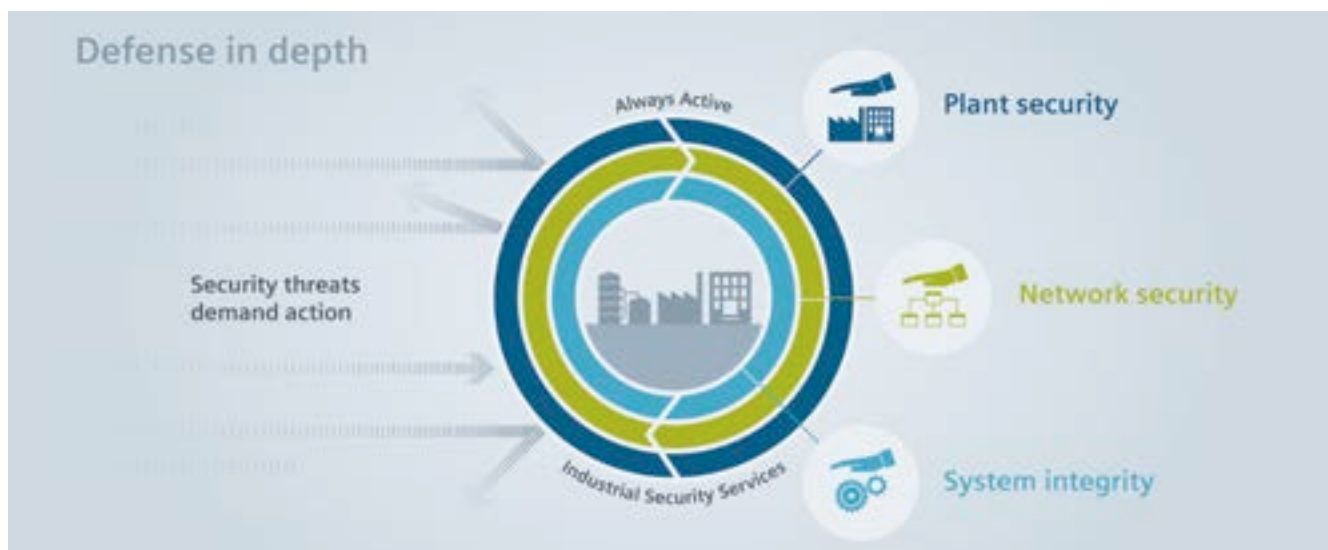 Defense in depth
Always Active
Plant security
Security threats
demand action
Network security
Industrial Security Services
System integrity